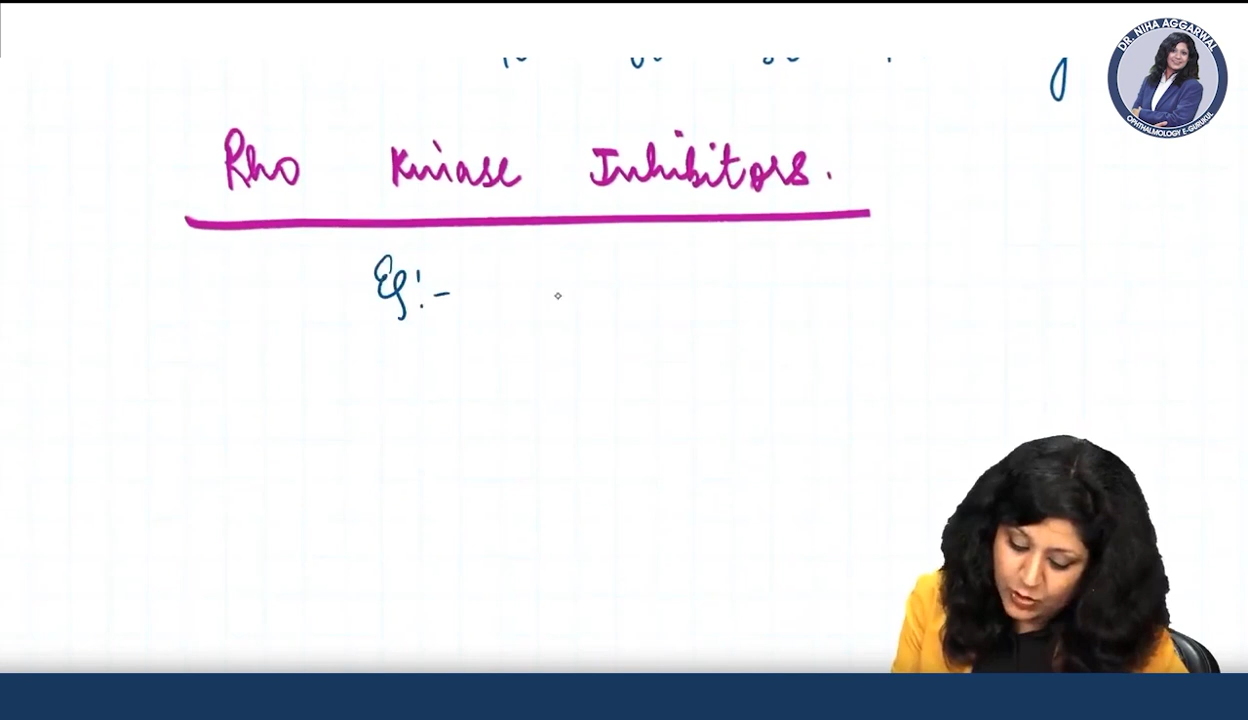 DR. NIHA AGGARWAL
OPHTHALMOLOGY E-GURUKUL
Rho Kinase Inhibitors.
Eg:-